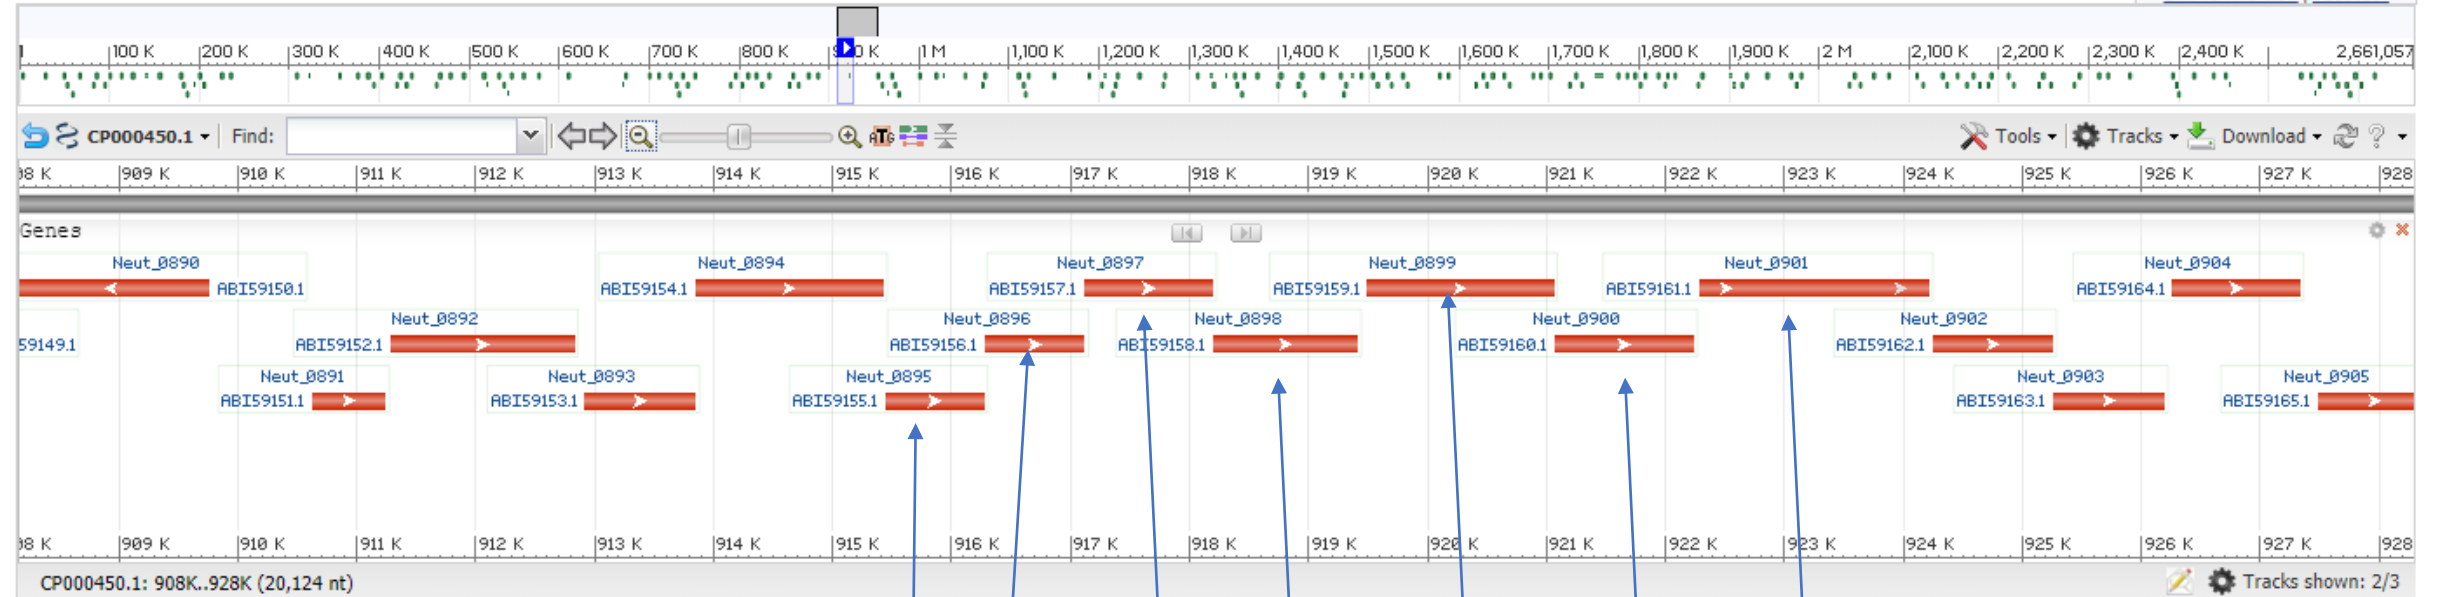 1 |100 K |200 K |300 K |400 K |500 K |600 K |700 K |800 K |900 K |1 M |1,100 K |1,200 K |1,300 K |1,400 K |1,500 K |1,600 K |1,700 K |1,800 K |1,900 K |2 M |2,100 K |2,200 K |2,300 K |2,400 K | 2,661,057
CP000450.1 Find: ATG Tools Tracks Download ?
08 K |909 K |910 K |911 K |912 K |913 K |914 K |915 K |916 K |917 K |918 K |919 K |920 K |921 K |922 K |923 K |924 K |925 K |926 K |927 K |928
Genes
Neut_0890 Neut_0894 Neut_0897 Neut_0899 Neut_0901 Neut_0904
ABI59150.1 ABI59154.1 ABI59157.1 ABI59159.1 ABI59161.1 ABI59164.1
Neut_0892 Neut_0896 Neut_0898 Neut_0900 Neut_0902
59149.1 ABI59152.1 ABI59156.1 ABI59158.1 ABI59160.1 ABI59162.1
Neut_0891 Neut_0893 Neut_0895 Neut_0903 Neut_0905
ABI59151.1 ABI59153.1 ABI59155.1 ABI59163.1 ABI59165.1
08 K |909 K |910 K |911 K |912 K |913 K |914 K |915 K |916 K |917 K |918 K |919 K |920 K |921 K |922 K |923 K |924 K |925 K |926 K |927 K |928
CP000450.1: 908K..928K (20,124 nt) Tracks shown: 2/3